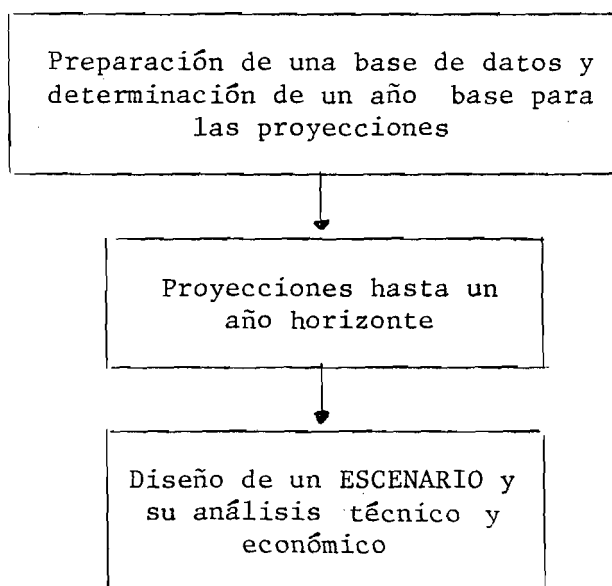 Preparación de una base de datos y
determinación de un año base para
las proyecciones
Proyecciones hasta un
año horizonte
Diseño de un ESCENARIO y
su análisis técnico y
económico